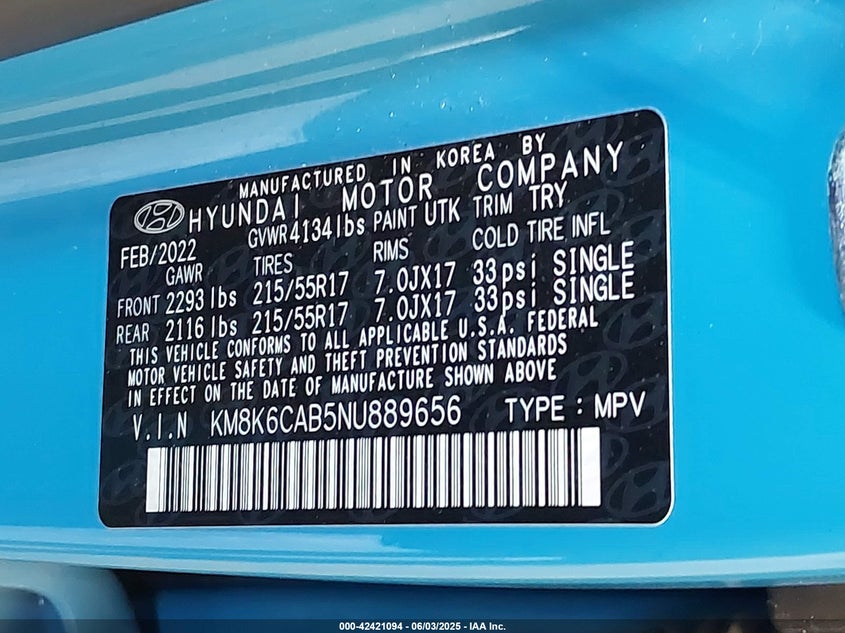 MANUFACTURED IN KOREA BY
HYUNDAI MOTOR COMPANY
FEB/2022 GVWR 4134 lbs PAINT UTK TRIM TRY
GAWR TIRES RIMS COLD TIRE INFL
FRONT 2293 lbs 215/55R17 7.0JX17 33psi SINGLE
REAR 2116 lbs 215/55R17 7.0JX17 33psi SINGLE
THIS VEHICLE CONFORMS TO ALL APPLICABLE U.S.A. FEDERAL
MOTOR VEHICLE SAFETY AND THEFT PREVENTION STANDARDS
IN EFFECT ON THE DATE OF MANUFACTURE SHOWN ABOVE
V.I.N KM8K6CAB5NU889656 TYPE : MPV
000-42421094 - 06/03/2025 - IAA Inc.